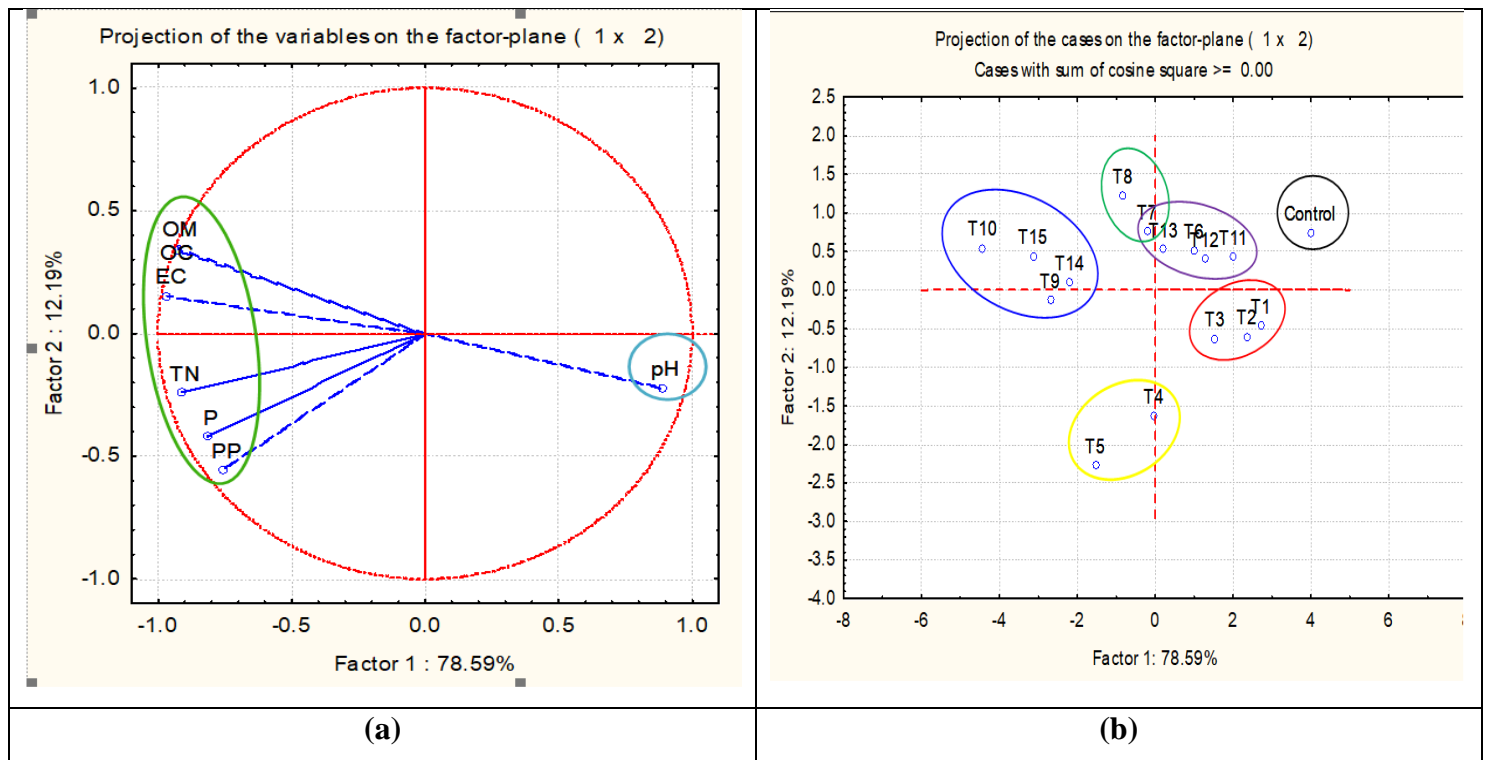 Projection of the variables on the factor-plane ( 1 x 2)
1.0
0.5
0.0
-0.5
-1.0
OM
OC
EC
TN
P
PP
pH
-1.0 -0.5 0.0 0.5 1.0
Factor 2 : 12.19%
Factor 1 : 78.59%
(a)
Projection of the cases on the factor-plane ( 1 x 2)
Cases with sum of cosine square >= 0.00
2.5
2.0
1.5
1.0
0.5
0.0
-0.5
-1.0
-1.5
-2.0
-2.5
-3.0
-3.5
-4.0
T8
T7
T13 T6 T12 T11
Control
T10
T15
T14
T9
T3 T2 T1
T4
T5
-8 -6 -4 -2 0 2 4 6
Factor 2: 12.19%
Factor 1: 78.59%
(b)